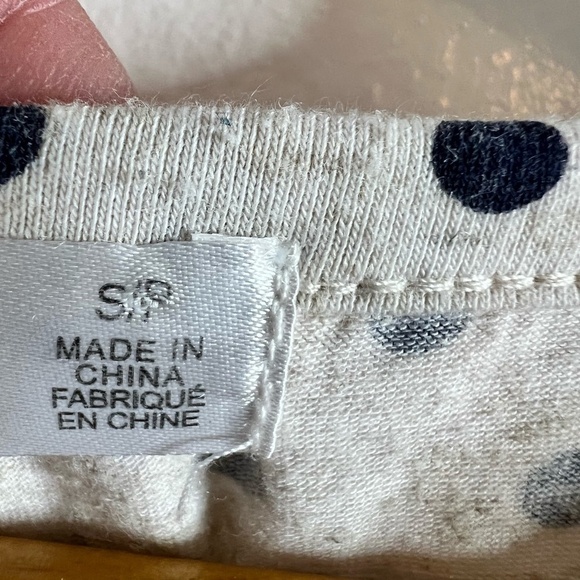 S/P
MADE IN
CHINA
FABRIQUÉ
EN CHINE